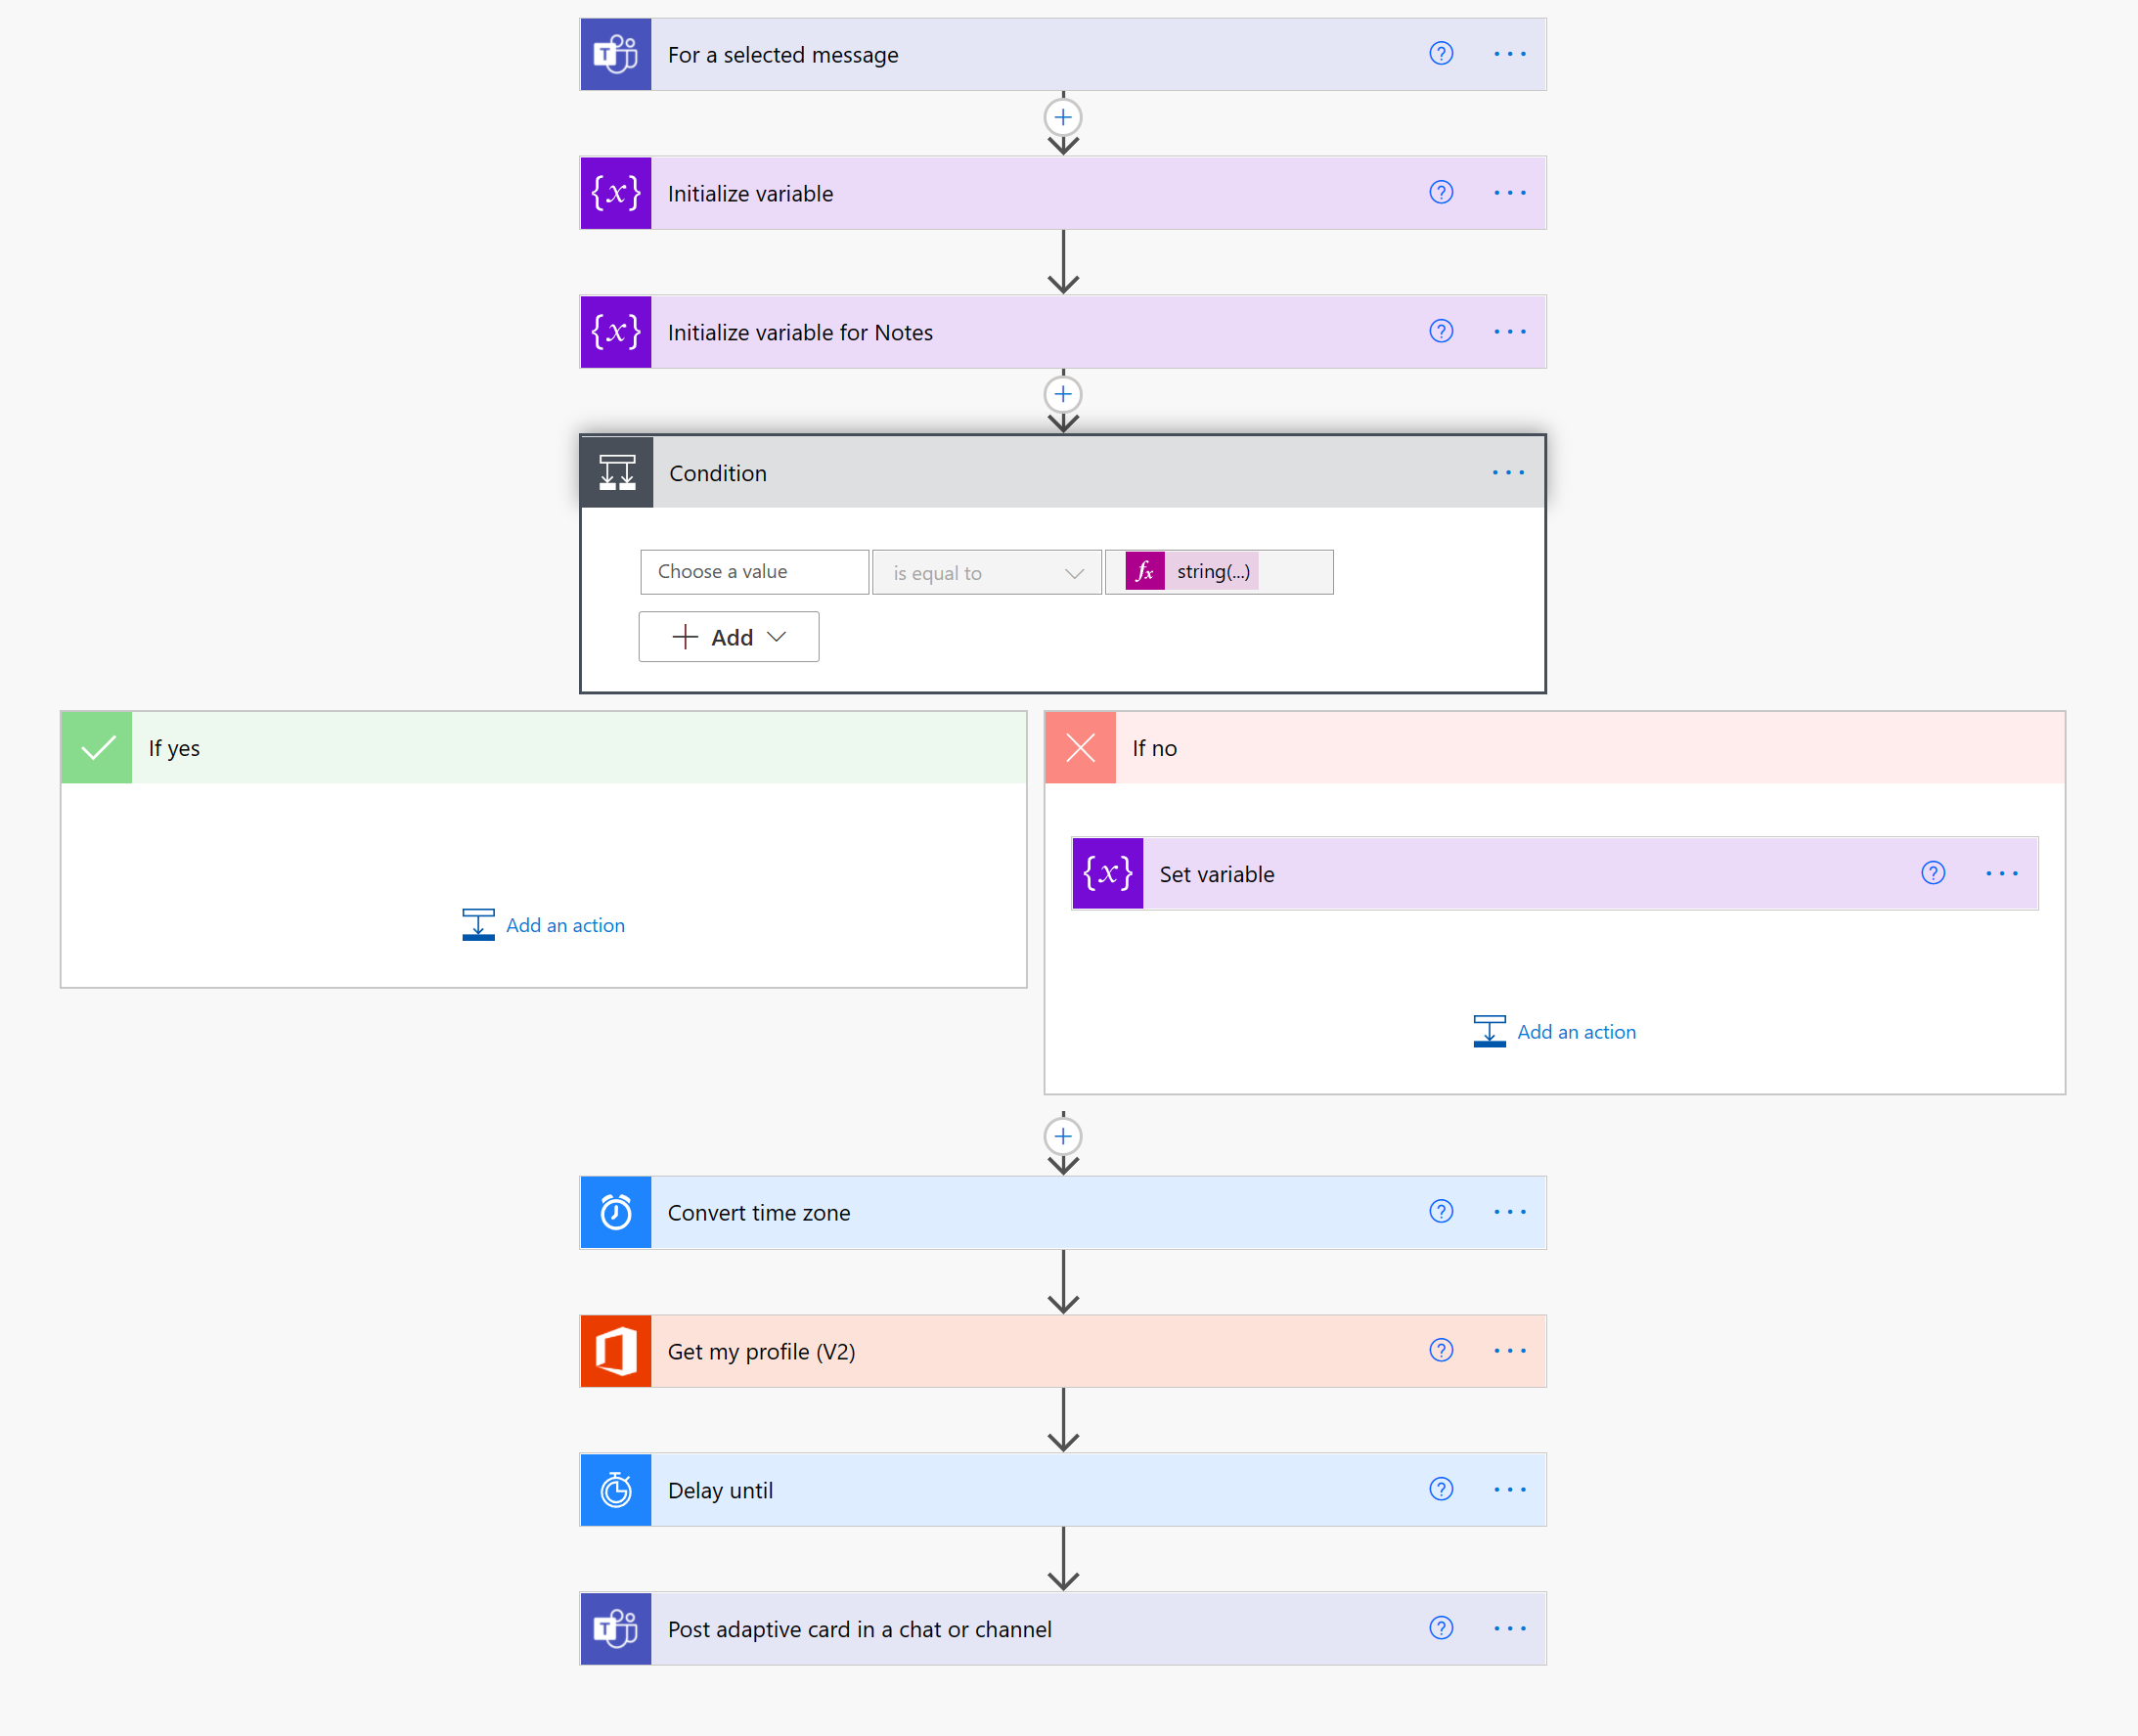 For a selected message
Initialize variable
Initialize variable for Notes
Condition
Choose a value is equal to fx string(...)
Add
If yes
If no
{x} Set variable
Add an action
Add an action
Convert time zone
Get my profile (V2)
Delay until
Post adaptive card in a chat or channel